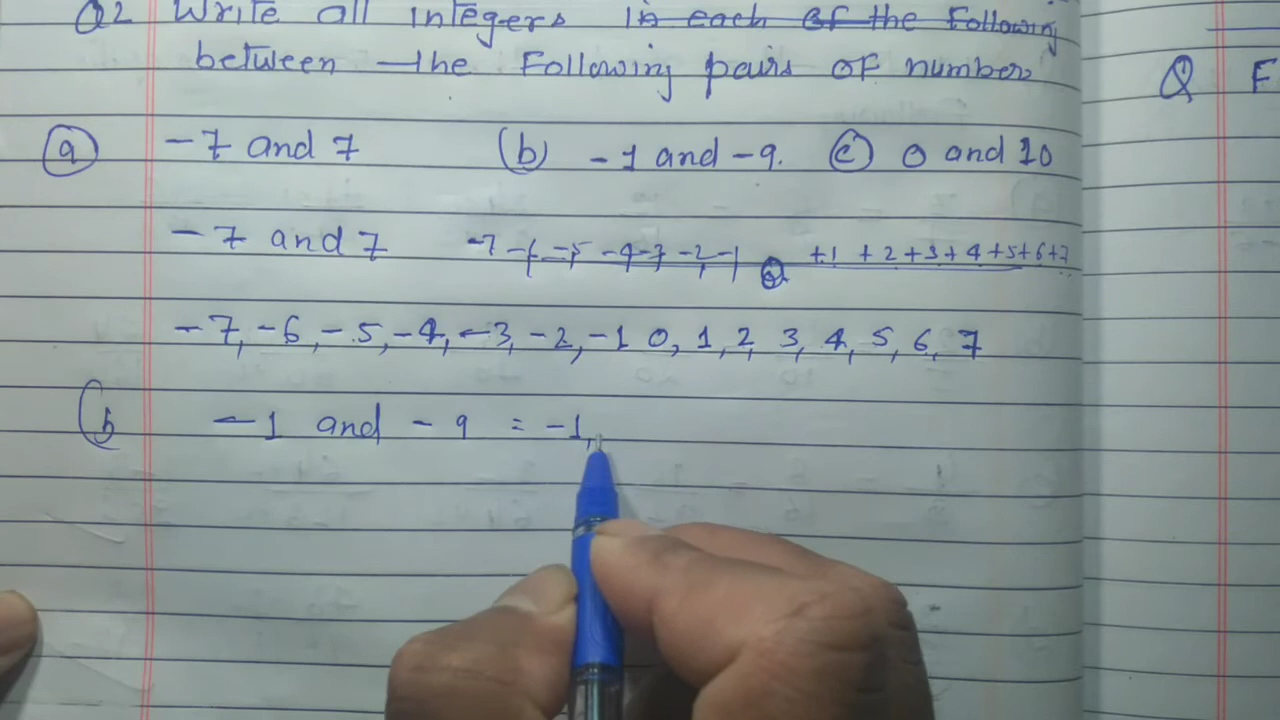 Q2 Write all integers in each of the Following
between the Following pairs of numbers
Q F
(a) -7 and 7 (b) -1 and -9. (c) 0 and 10
-7 and 7 -7 -6 -5 -4 -3 -2 -1 0 +1 +2 +3 +4 +5 +6 +7
-7, -6, -5, -4, -3, -2, -1 0, 1, 2, 3, 4, 5, 6, 7
(b -1 and -9 = -1,